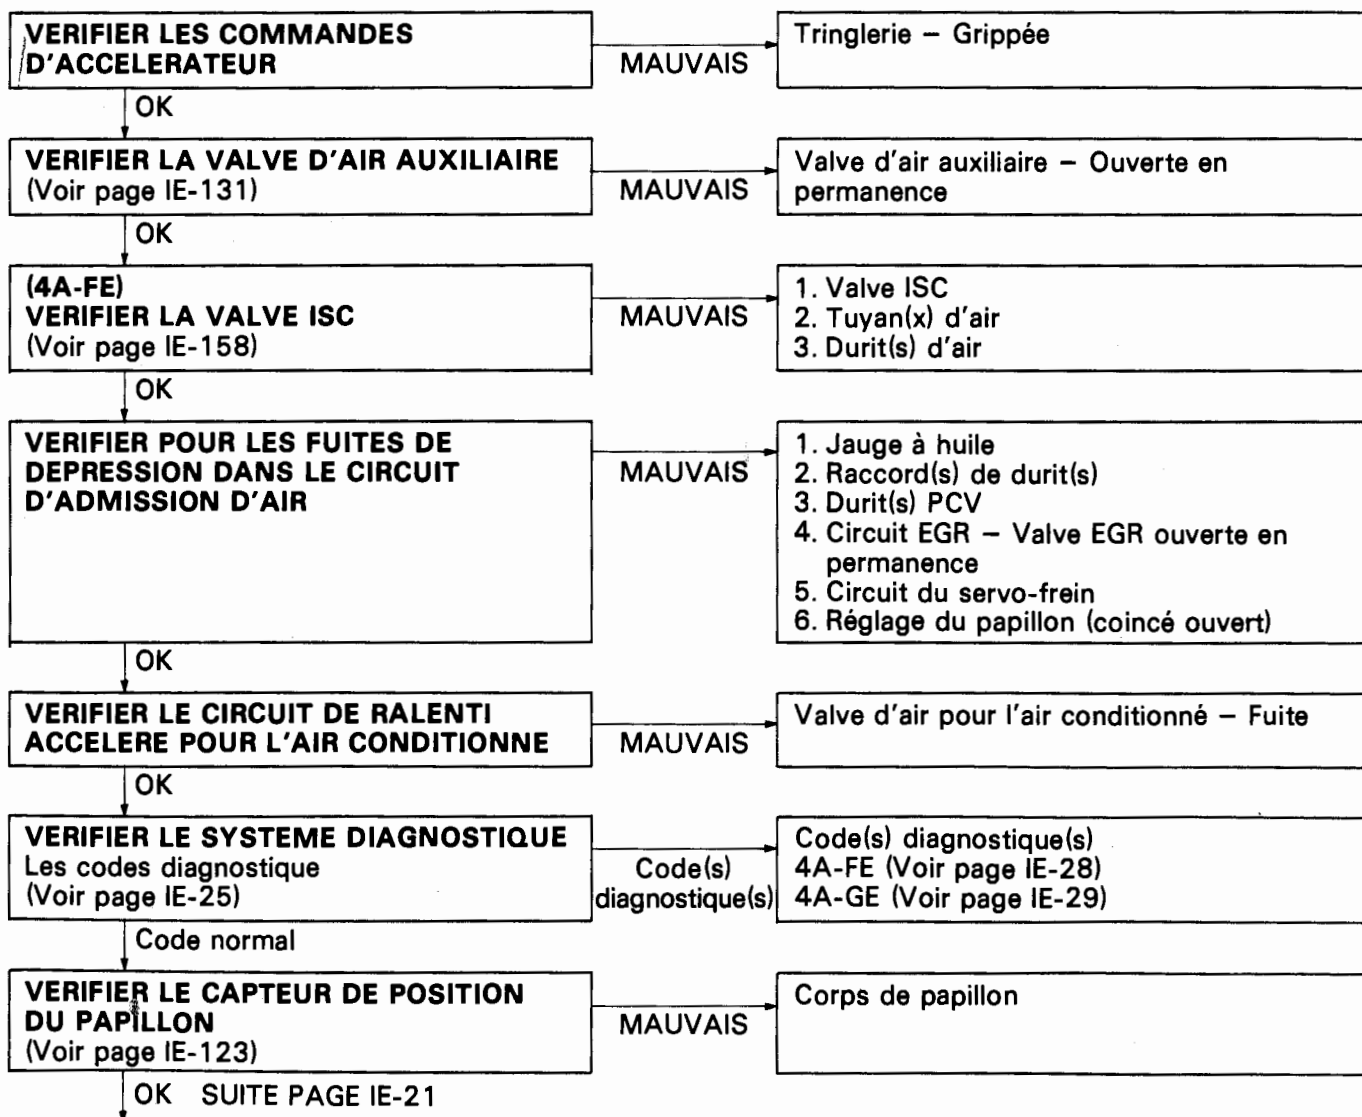 VERIFIER LES COMMANDES
D'ACCELERATEUR
MAUVAIS
Tringlerie – Grippée
OK
VERIFIER LA VALVE D'AIR AUXILIAIRE
(Voir page IE-131)
MAUVAIS
Valve d'air auxiliaire – Ouverte en
permanence
OK
(4A-FE)
VERIFIER LA VALVE ISC
(Voir page IE-158)
MAUVAIS
1. Valve ISC
2. Tuyan(x) d'air
3. Durit(s) d'air
OK
VERIFIER POUR LES FUITES DE
DEPRESSION DANS LE CIRCUIT
D'ADMISSION D'AIR
MAUVAIS
1. Jauge à huile
2. Raccord(s) de durit(s)
3. Durit(s) PCV
4. Circuit EGR – Valve EGR ouverte en
permanence
5. Circuit du servo-frein
6. Réglage du papillon (coincé ouvert)
OK
VERIFIER LE CIRCUIT DE RALENTI
ACCELERE POUR L'AIR CONDITIONNE
MAUVAIS
Valve d'air pour l'air conditionné – Fuite
OK
VERIFIER LE SYSTEME DIAGNOSTIQUE
Les codes diagnostique
(Voir page IE-25)
Code(s)
diagnostique(s)
Code(s) diagnostique(s)
4A-FE (Voir page IE-28)
4A-GE (Voir page IE-29)
Code normal
VERIFIER LE CAPTEUR DE POSITION
DU PAPILLON
(Voir page IE-123)
MAUVAIS
Corps de papillon
OK SUITE PAGE IE-21